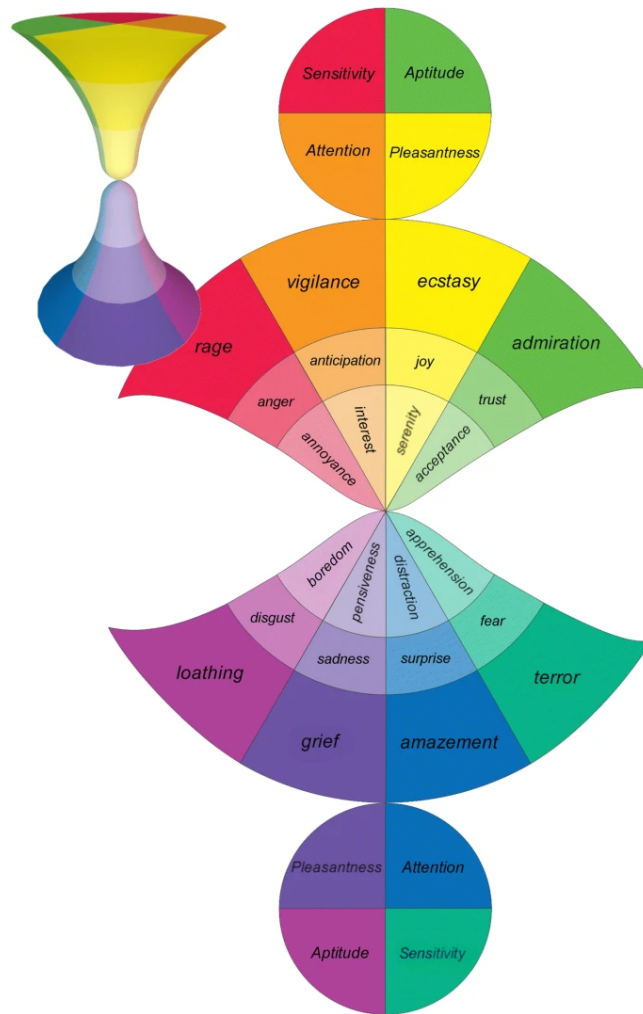 Sensitivity Aptitude
Attention Pleasantness
vigilance ecstasy
rage admiration
anticipation joy
anger trust
interest serenity
annoyance acceptance
boredom apprehension
pensiveness distraction
disgust fear
sadness surprise
loathing terror
grief amazement
Pleasantness Attention
Aptitude Sensitivity